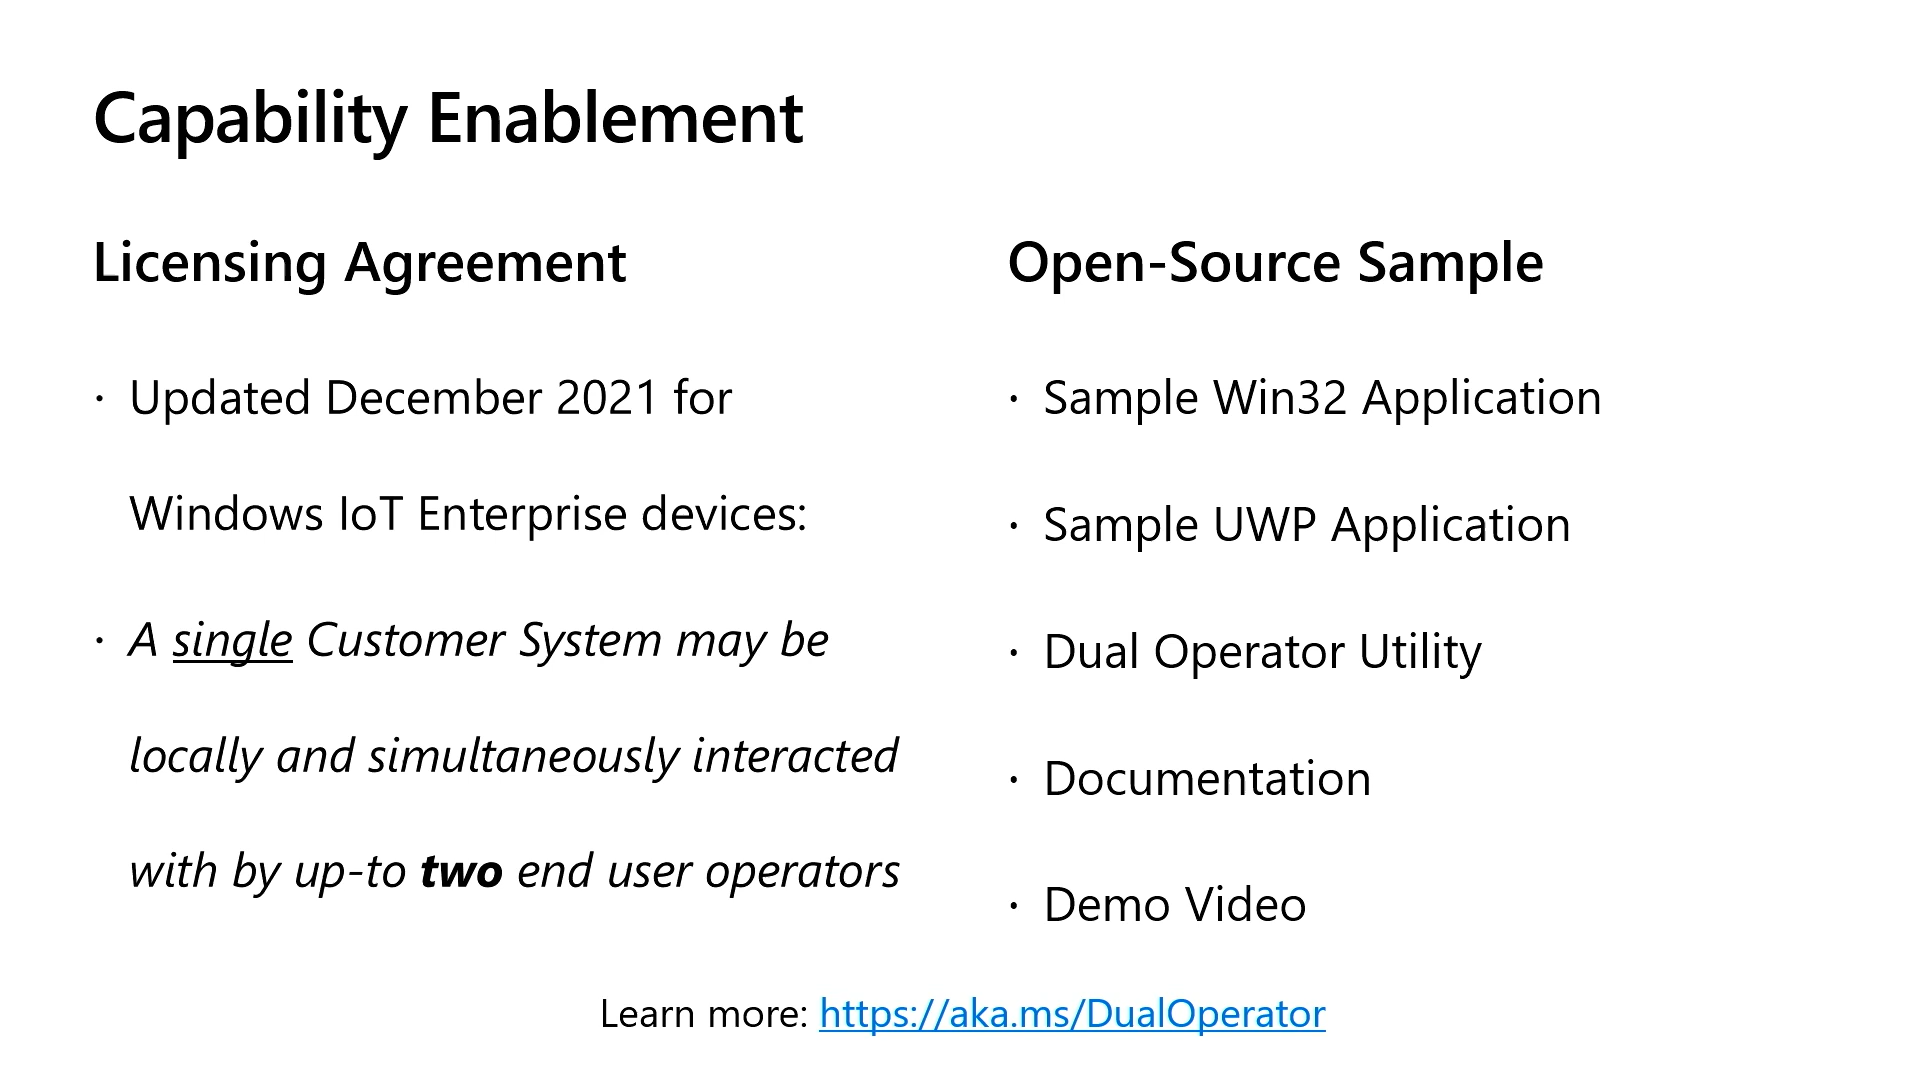 Capability Enablement
Licensing Agreement
· Updated December 2021 for
Windows IoT Enterprise devices:
· A single Customer System may be
locally and simultaneously interacted
with by up-to two end user operators
Open-Source Sample
· Sample Win32 Application
· Sample UWP Application
· Dual Operator Utility
· Documentation
· Demo Video
Learn more: https://aka.ms/DualOperator